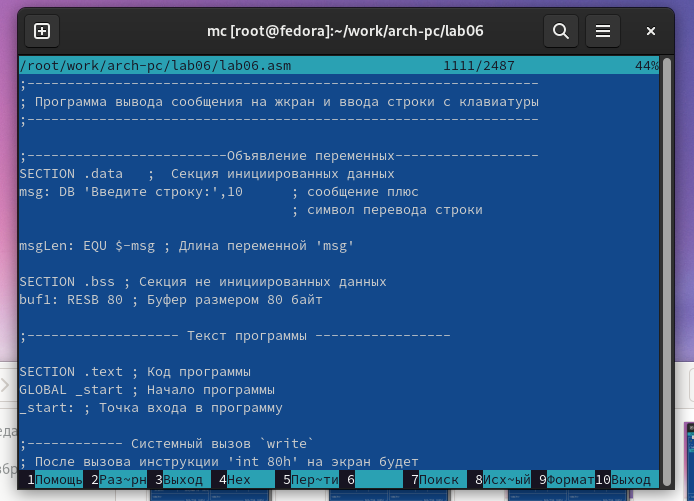 mc [root@fedora]:~/work/arch-pc/lab06
/root/work/arch-pc/lab06/lab06.asm 1111/2487 44%
;----------------------------------------------------------------
; Программа вывода сообщения на жкран и ввода строки с клавиатуры
;----------------------------------------------------------------
;-------------------------Объявление переменных------------------
SECTION .data   ;  Секция инициированных данных
msg: DB 'Введите строку:',10      ; сообщение плюс
; символ перевода строки
msgLen: EQU $-msg ; Длина переменной 'msg'
SECTION .bss ; Секция не инициированных данных
buf1: RESB 80 ; Буфер размером 80 байт
;------------------- Текст программы -----------------
SECTION .text ; Код программы
GLOBAL _start ; Начало программы
_start: ; Точка входа в программу
;------------ Системный вызов `write`
; После вызова инструкции 'int 80h' на экран будет
1Помощь 2Раз~рн 3Выход 4Hex 5Пер~ти 6 7Поиск 8Исх~ый 9Формат 10Выход